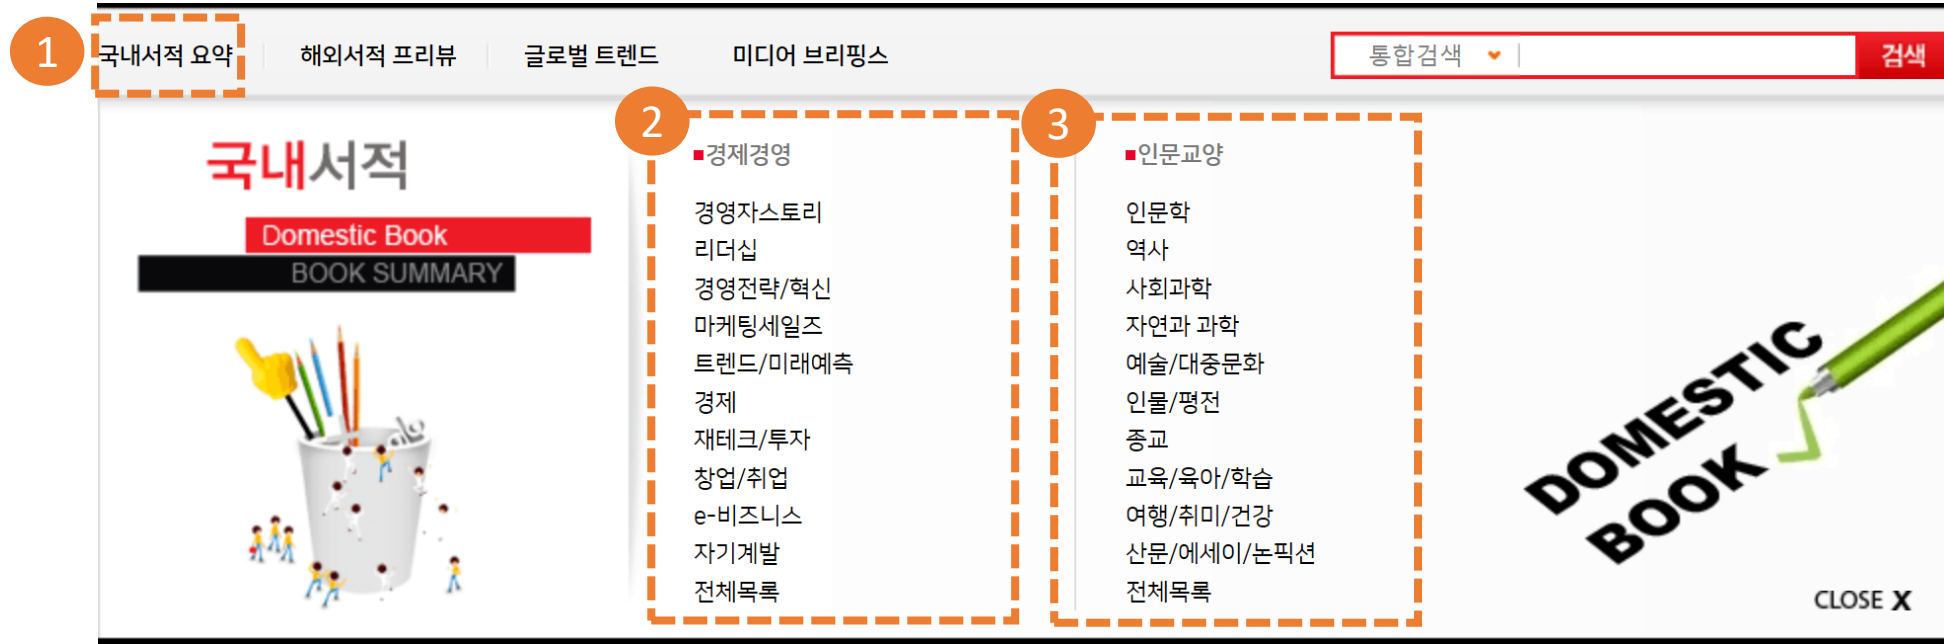 1
국내서적 요약
해외서적 프리뷰
글로벌 트렌드
미디어 브리핑스
통합검색
검색
국내서적
Domestic Book
BOOK SUMMARY
2
경제경영
경영자스토리
리더십
경영전략/혁신
마케팅세일즈
트렌드/미래예측
경제
재테크/투자
창업/취업
e-비즈니스
자기계발
전체목록
3
인문교양
인문학
역사
사회과학
자연과 과학
예술/대중문화
인물/평전
종교
교육/육아/학습
여행/취미/건강
산문/에세이/논픽션
전체목록
DOMESTIC
BOOK
CLOSE X